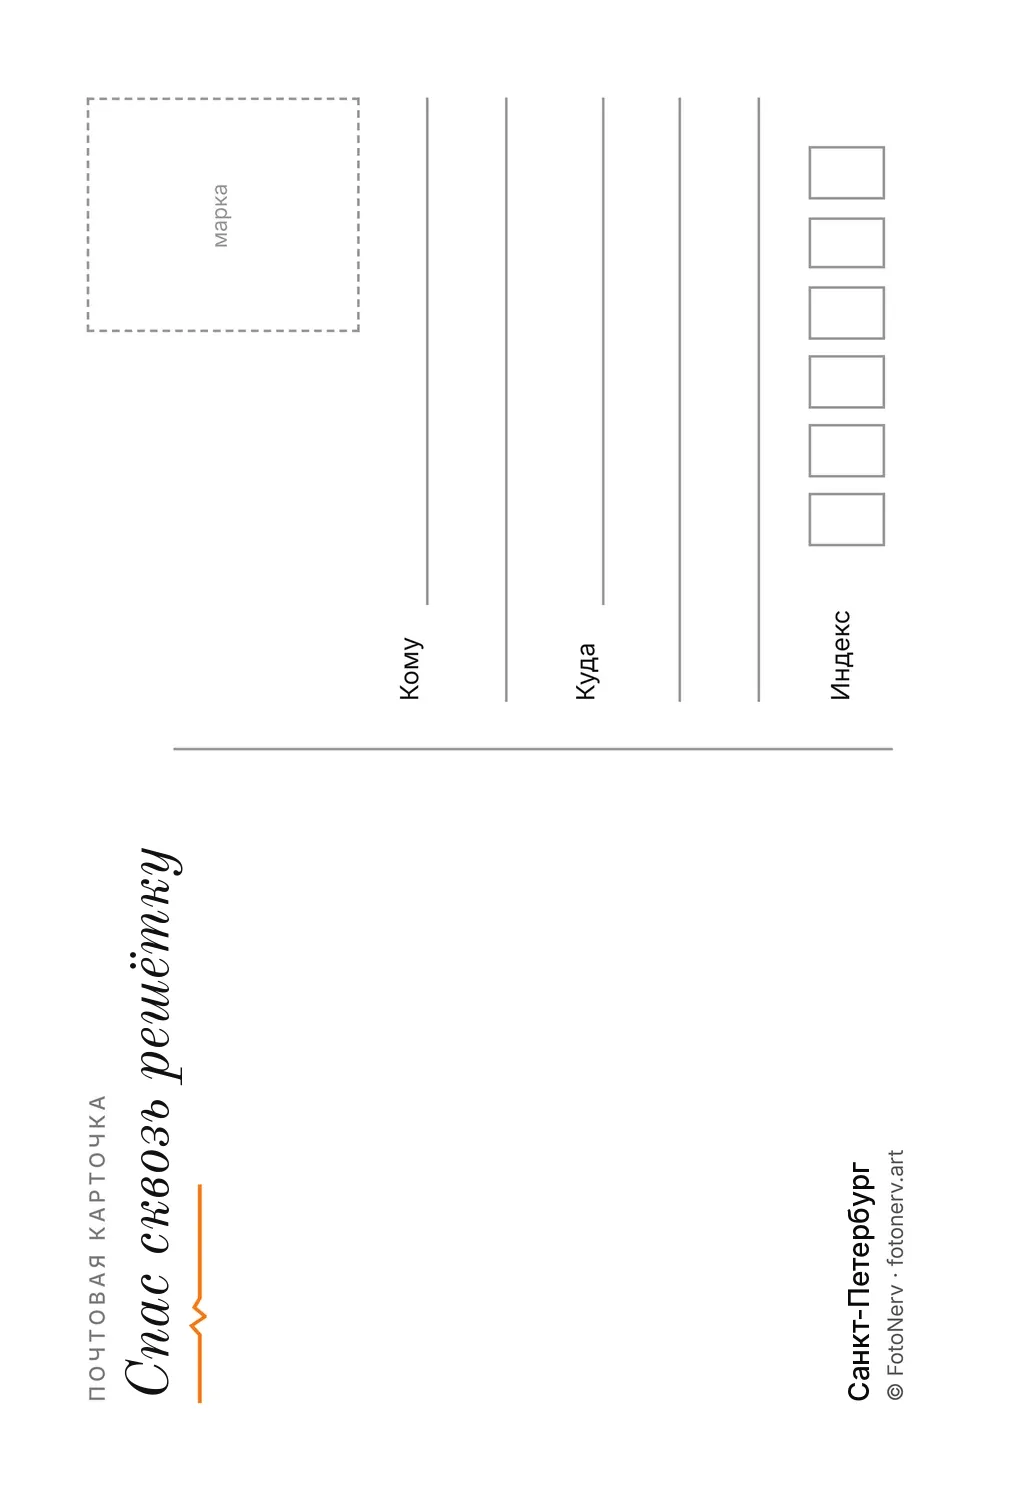 ПОЧТОВАЯ КАРТОЧКА
Спас сквозь решётку
Санкт-Петербург
© FotoNerv · fotonerv.art
марка
Кому
Куда
Индекс